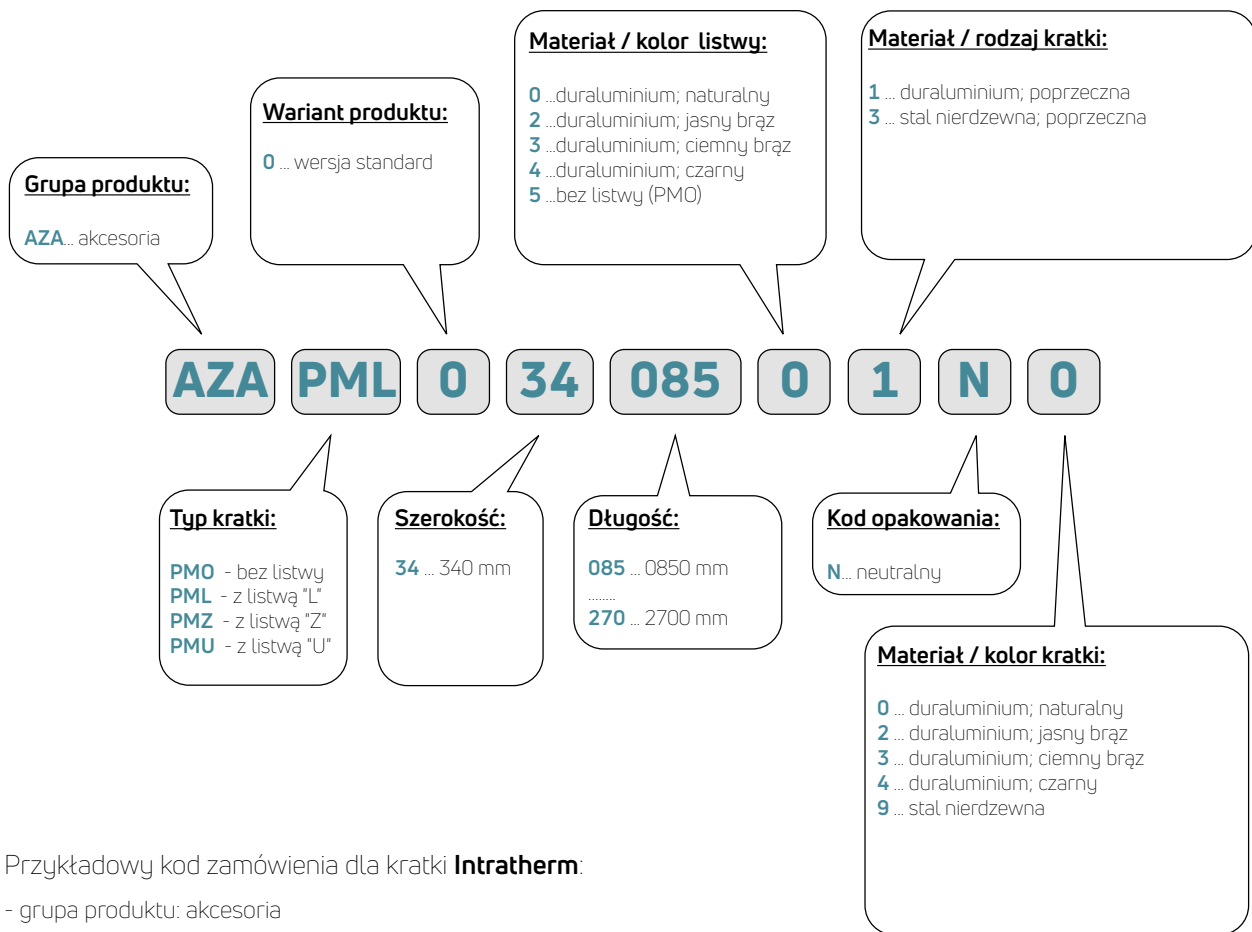 Grupa produktu:
AZA... akcesoria
Wariant produktu:
0 ... wersja standard
Materiał / kolor listwy:
0 ...duraluminium; naturalny
2 ...duraluminium; jasny brąz
3 ...duraluminium; ciemny brąz
4 ...duraluminium; czarny
5 ...bez listwy (PMO)
Materiał / rodzaj kratki:
1 ... duraluminium; poprzeczna
3 ... stal nierdzewna; poprzeczna
AZA PML 0 34 085 0 1 N 0
Typ kratki:
PMO - bez listwy
PML - z listwą "L"
PMZ - z listwą "Z"
PMU - z listwą "U"
Szerokość:
34 ... 340 mm
Długość:
085 ... 0850 mm
........
270 ... 2700 mm
Kod opakowania:
N... neutralny
Materiał / kolor kratki:
0 ... duraluminium; naturalny
2 ... duraluminium; jasny brąz
3 ... duraluminium; ciemny brąz
4 ... duraluminium; czarny
9 ... stal nierdzewna
Przykładowy kod zamówienia dla kratki Intratherm:
- grupa produktu: akcesoria